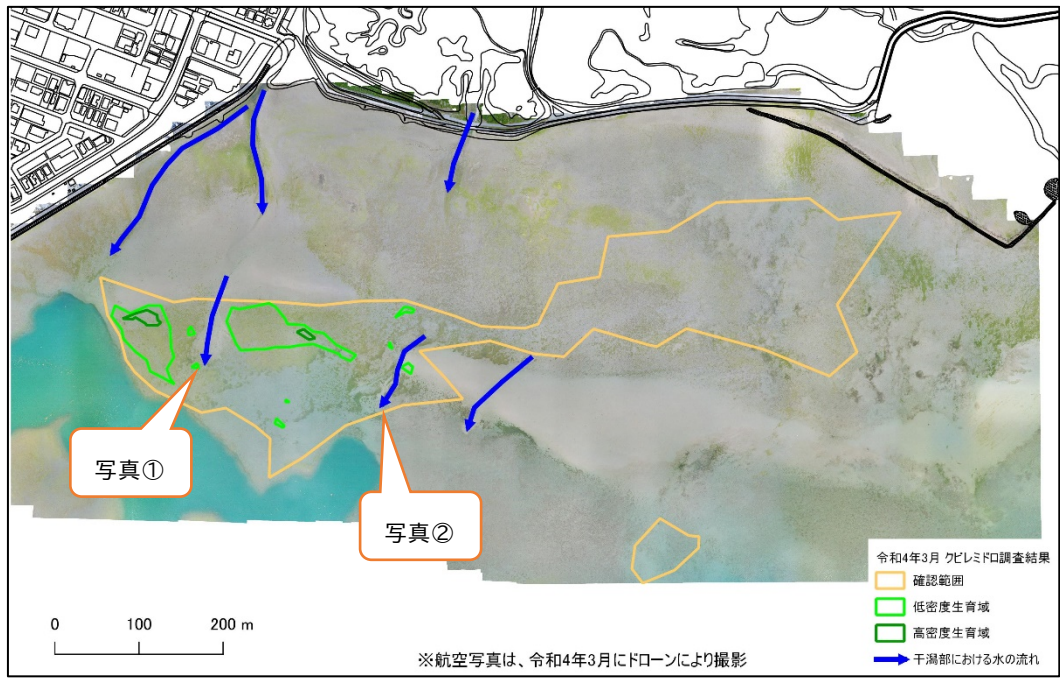 写真①
写真②
令和4年3月 クビレミドロ調査結果
確認範囲
低密度生育域
高密度生育域
干潟部における水の流れ
0 100 200 m
※航空写真は、令和4年3月にドローンにより撮影